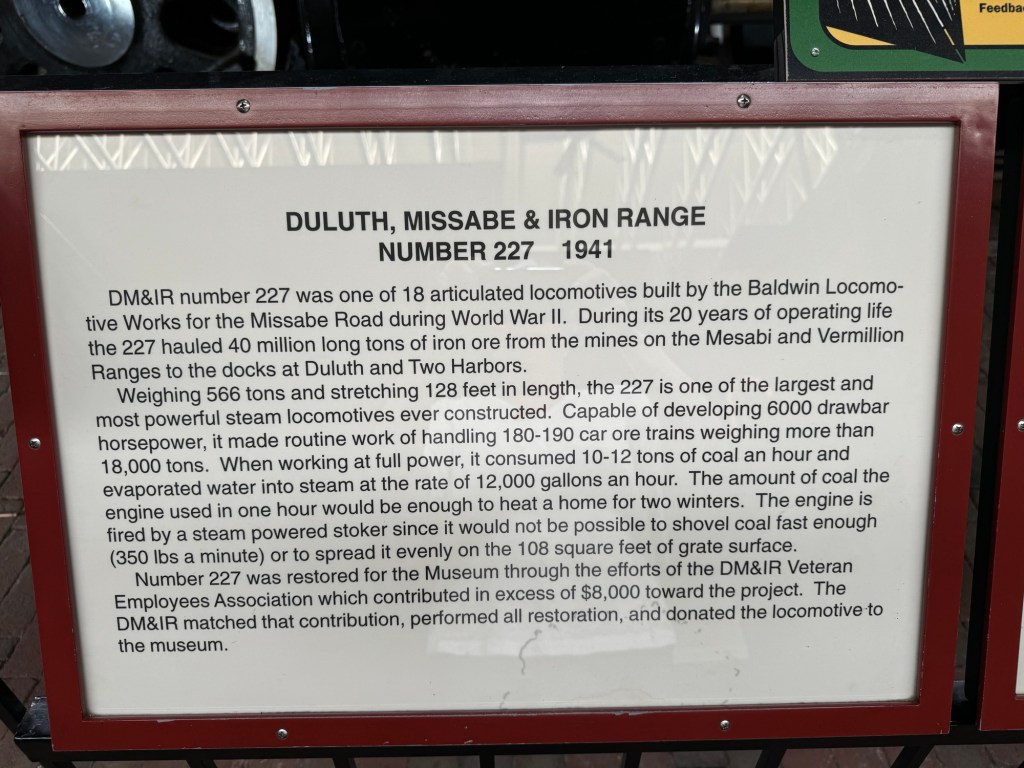 Feedba
DULUTH, MISSABE & IRON RANGE
NUMBER 227 1941
DM&IR number 227 was one of 18 articulated locomotives built by the Baldwin Locomo-
tive Works for the Missabe Road during World War II. During its 20 years of operating life
the 227 hauled 40 million long tons of iron ore from the mines on the Mesabi and Vermillion
Ranges to the docks at Duluth and Two Harbors.
Weighing 566 tons and stretching 128 feet in length, the 227 is one of the largest and
most powerful steam locomotives ever constructed. Capable of developing 6000 drawbar
horsepower, it made routine work of handling 180-190 car ore trains weighing more than
18,000 tons. When working at full power, it consumed 10-12 tons of coal an hour and
evaporated water into steam at the rate of 12,000 gallons an hour. The amount of coal the
engine used in one hour would be enough to heat a home for two winters. The engine is
fired by a steam powered stoker since it would not be possible to shovel coal fast enough
(350 lbs a minute) or to spread it evenly on the 108 square feet of grate surface.
Number 227 was restored for the Museum through the efforts of the DM&IR Veteran
Employees Association which contributed in excess of $8,000 toward the project. The
DM&IR matched that contribution, performed all restoration, and donated the locomotive to
the museum.